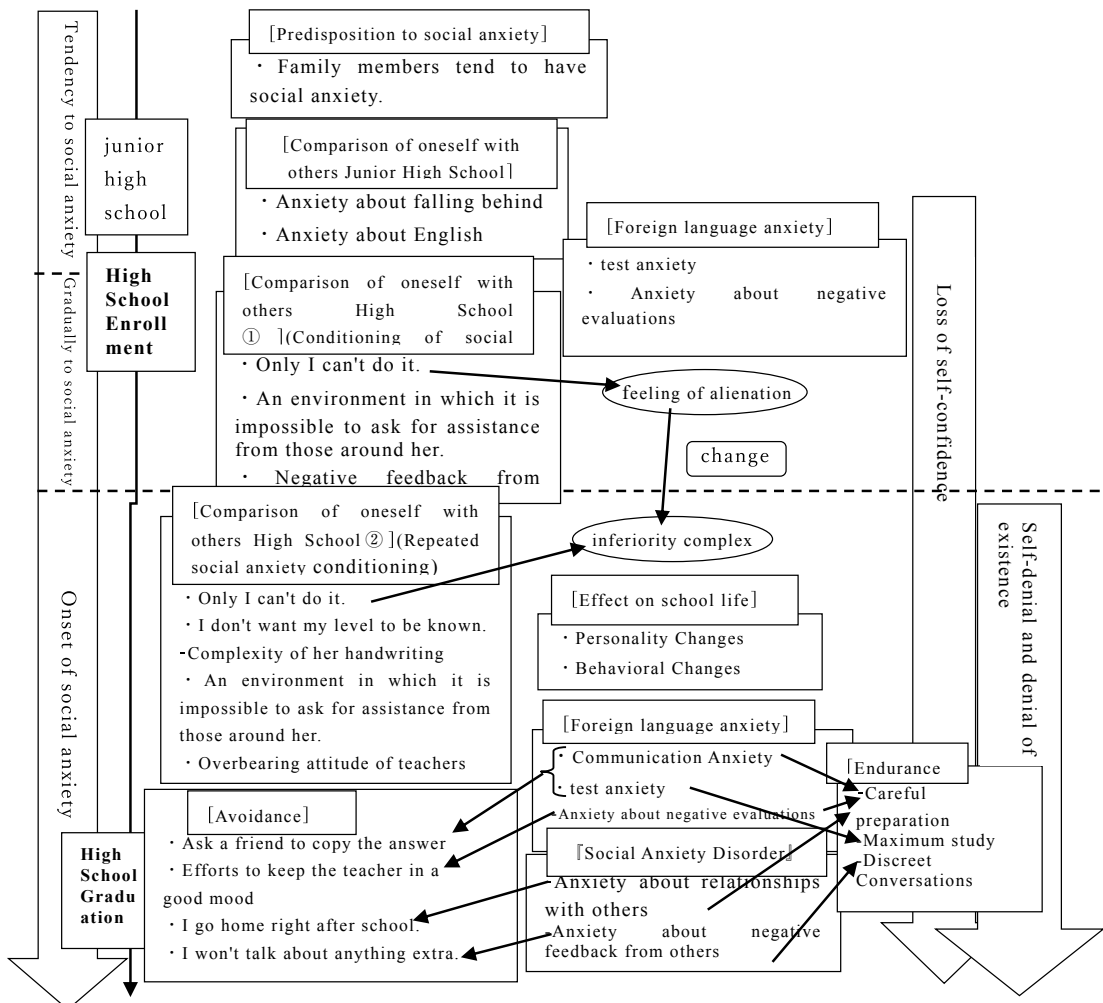 Tendency to social anxiety
Gradually to social anxiety
Onset of social anxiety
junior
high
school
High
School
Enroll
ment
High
School
Gradu
ation
[Predisposition to social anxiety]
・ Family members tend to have
social anxiety.
[Comparison of oneself with
others Junior High School]
・Anxiety about falling behind
・Anxiety about English
[Foreign language anxiety]
・test anxiety
・ Anxiety about negative
evaluations
[Comparison of oneself with
others High School
①](Conditioning of social
・Only I can't do it.
・An environment in which it is
impossible to ask for assistance
from those around her.
・ Negative feedback from
feeling of alienation
change
inferiority complex
[Comparison of oneself with
others High School②](Repeated
social anxiety conditioning)
・Only I can't do it.
・I don't want my level to be known.
-Complexity of her handwriting
・An environment in which it is
impossible to ask for assistance from
those around her.
・Overbearing attitude of teachers
[Effect on school life]
・Personality Changes
・Behavioral Changes
[Foreign language anxiety]
・Communication Anxiety
・test anxiety
-Anxiety about negative evaluations
『Social Anxiety Disorder』
-Anxiety about relationships
with others
-Anxiety about negative
feedback from others
[Avoidance]
・Ask a friend to copy the answer
・Efforts to keep the teacher in a
good mood
・I go home right after school.
・I won't talk about anything extra.
[Endurance
-Careful
preparation
-Maximum study
-Discreet
Conversations
Loss of self-confidence
Self-denial and denial of
existence